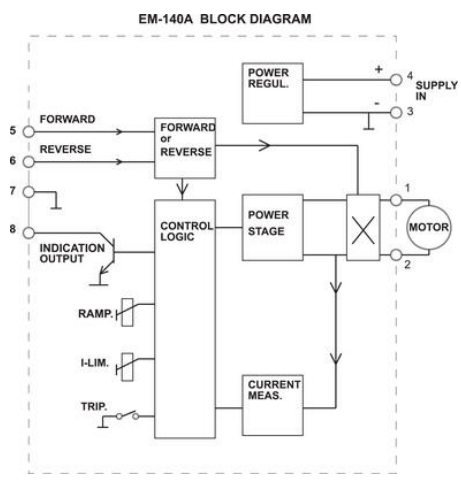 EM-140A BLOCK DIAGRAM
POWER
REGUL.
+
4
SUPPLY
IN
-
3
5
FORWARD
6
REVERSE
FORWARD
or
REVERSE
7
8
INDICATION
OUTPUT
CONTROL
LOGIC
POWER
STAGE
1
MOTOR
2
RAMP.
I-LIM.
TRIP.
CURRENT
MEAS.